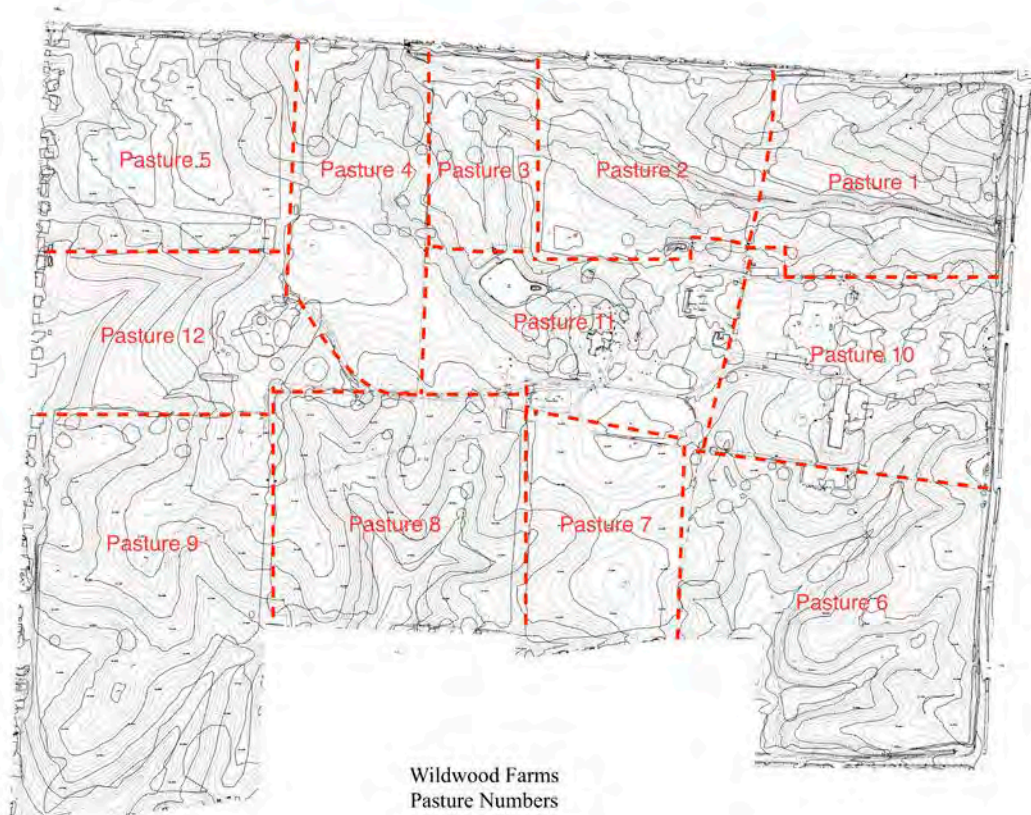 Pasture 5
Pasture 4
Pasture 3
Pasture 2
Pasture 1
Pasture 12
Pasture 11
Pasture 10
Pasture 9
Pasture 8
Pasture 7
Pasture 6
Wildwood Farms
Pasture Numbers